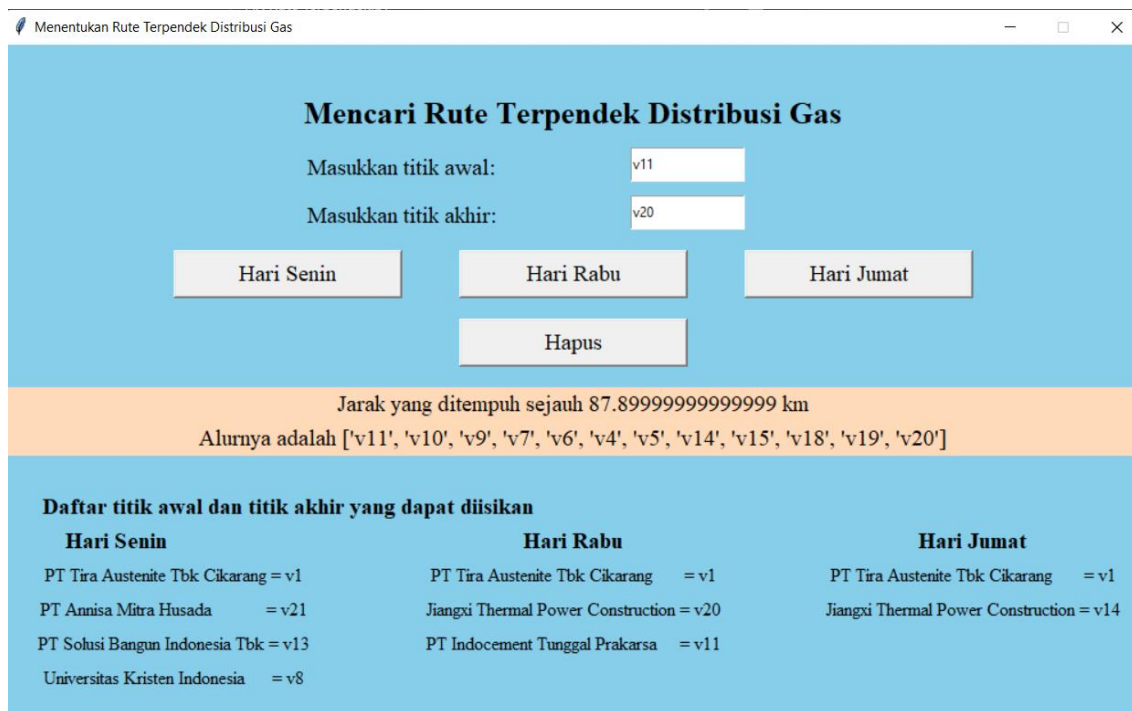 Menentukan Rute Terpendek Distribusi Gas
Mencari Rute Terpendek Distribusi Gas
Masukkan titik awal: v11
Masukkan titik akhir: v20
Hari Senin Hari Rabu Hari Jumat
Hapus
Jarak yang ditempuh sejauh 87.89999999999999 km
Alurnya adalah ['v11', 'v10', 'v9', 'v7', 'v6', 'v4', 'v5', 'v14', 'v15', 'v18', 'v19', 'v20']
Daftar titik awal dan titik akhir yang dapat diisikan
Hari Senin Hari Rabu Hari Jumat
PT Tira Austenite Tbk Cikarang = v1 PT Tira Austenite Tbk Cikarang = v1 PT Tira Austenite Tbk Cikarang = v1
PT Annisa Mitra Husada = v21 Jiangxi Thermal Power Construction = v20 Jiangxi Thermal Power Construction = v14
PT Solusi Bangun Indonesia Tbk = v13 PT Indocement Tunggal Prakarsa = v11
Universitas Kristen Indonesia = v8